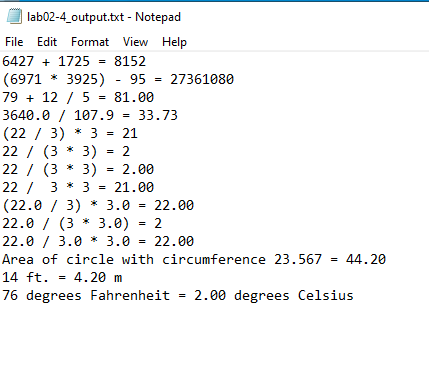 lab02-4_output.txt - Notepad
File Edit Format View Help
6427 + 1725 = 8152
(6971 * 3925) - 95 = 27361080
79 + 12 / 5 = 81.00
3640.0 / 107.9 = 33.73
(22 / 3) * 3 = 21
22 / (3 * 3) = 2
22 / (3 * 3) = 2.00
22 /  3 * 3 = 21.00
(22.0 / 3) * 3.0 = 22.00
22.0 / (3 * 3.0) = 2
22.0 / 3.0 * 3.0 = 22.00
Area of circle with circumference 23.567 = 44.20
14 ft. = 4.20 m
76 degrees Fahrenheit = 2.00 degrees Celsius